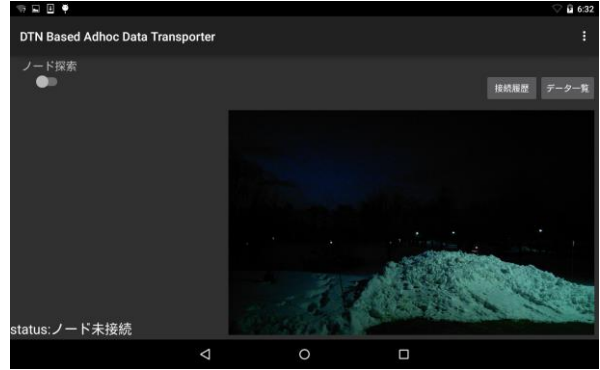 6:32
DTN Based Adhoc Data Transporter
ノード探索
接続履歴 データ一覧
status:ノード未接続